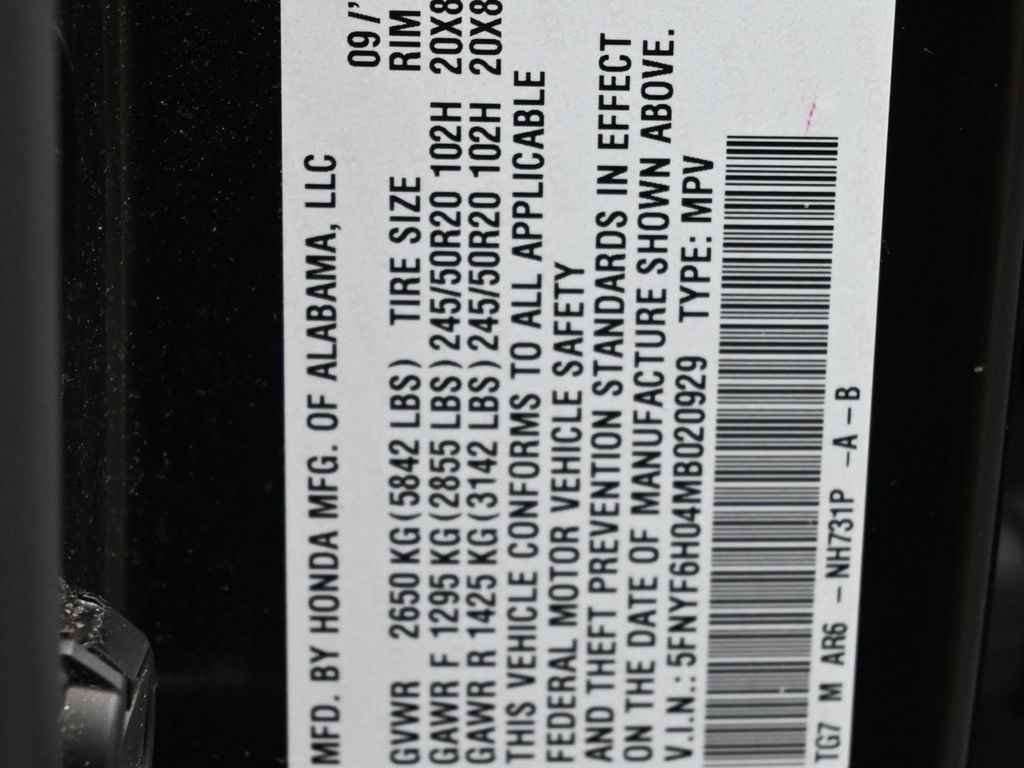 MFD. BY HONDA MFG. OF ALABAMA, LLC
09/'
GVWR 2650 KG (5842 LBS) TIRE SIZE RIM
GAWR F 1295 KG (2855 LBS) 245/50R20 102H 20X8
GAWR R 1425 KG (3142 LBS) 245/50R20 102H 20X8
THIS VEHICLE CONFORMS TO ALL APPLICABLE
FEDERAL MOTOR VEHICLE SAFETY
AND THEFT PREVENTION STANDARDS IN EFFECT
ON THE DATE OF MANUFACTURE SHOWN ABOVE.
V.I.N.: 5FNYF6H04MB020929 TYPE: MPV
TG7 M AR6 - NH731P -A-B